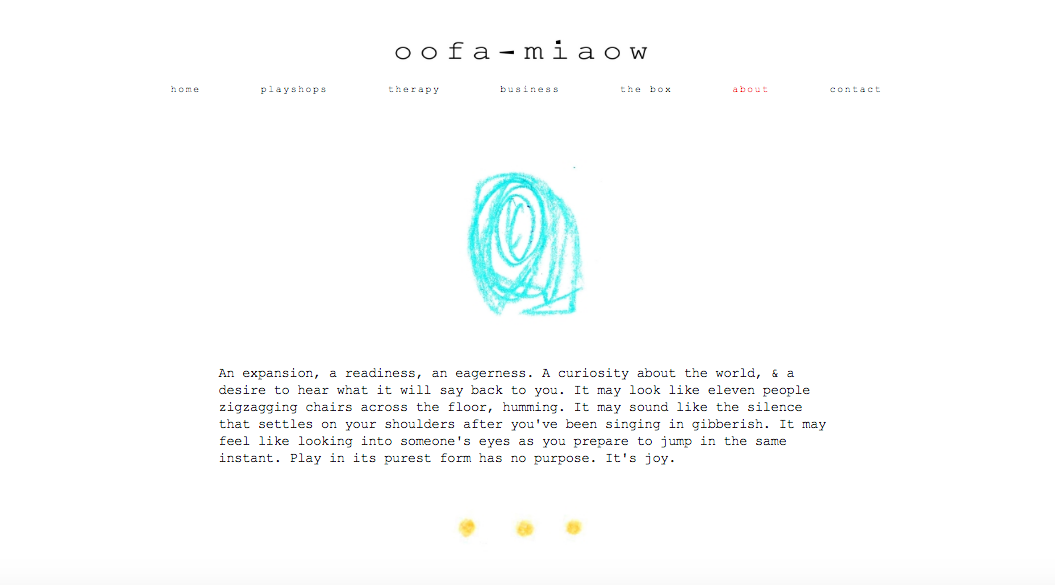 oofa-miaow
home playshops therapy business the box about contact
An expansion, a readiness, an eagerness. A curiosity about the world, & a
desire to hear what it will say back to you. It may look like eleven people
zigzagging chairs across the floor, humming. It may sound like the silence
that settles on your shoulders after you've been singing in gibberish. It may
feel like looking into someone's eyes as you prepare to jump in the same
instant. Play in its purest form has no purpose. It's joy.